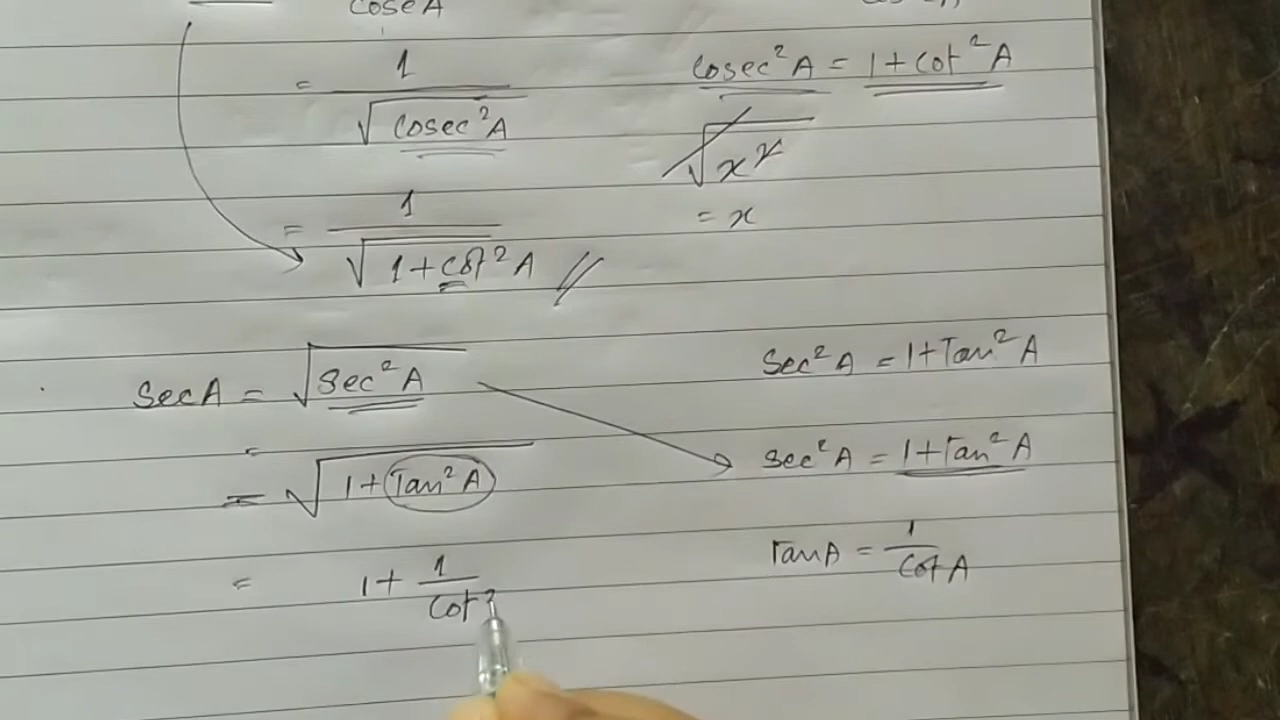 cosecA
= 1 / √cosec²A
= 1 / √1+cot²A //
cosec²A = 1+cot²A
√x²
= x
secA = √sec²A
=
= √1+Tan²A
= 1+ 1 / cot²
Sec²A = 1+Tan²A
sec²A = 1+Tan²A
TanA = 1 / cotA